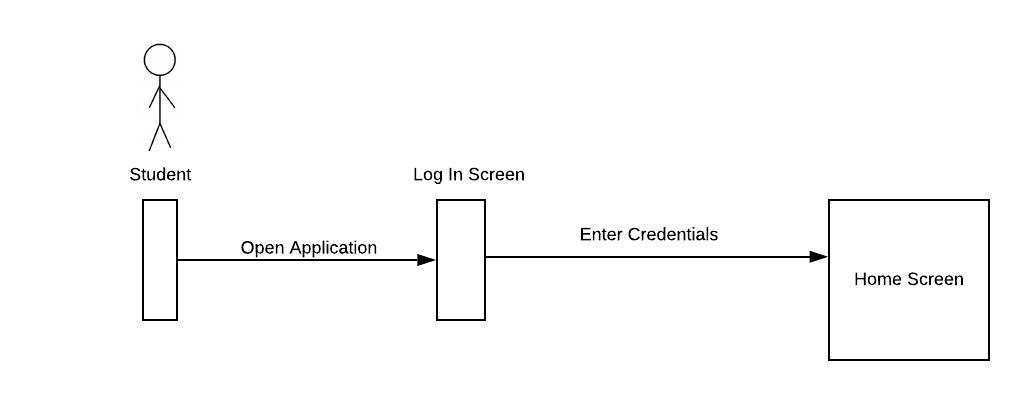 Student
Log In Screen
Open Application
Enter Credentials
Home Screen